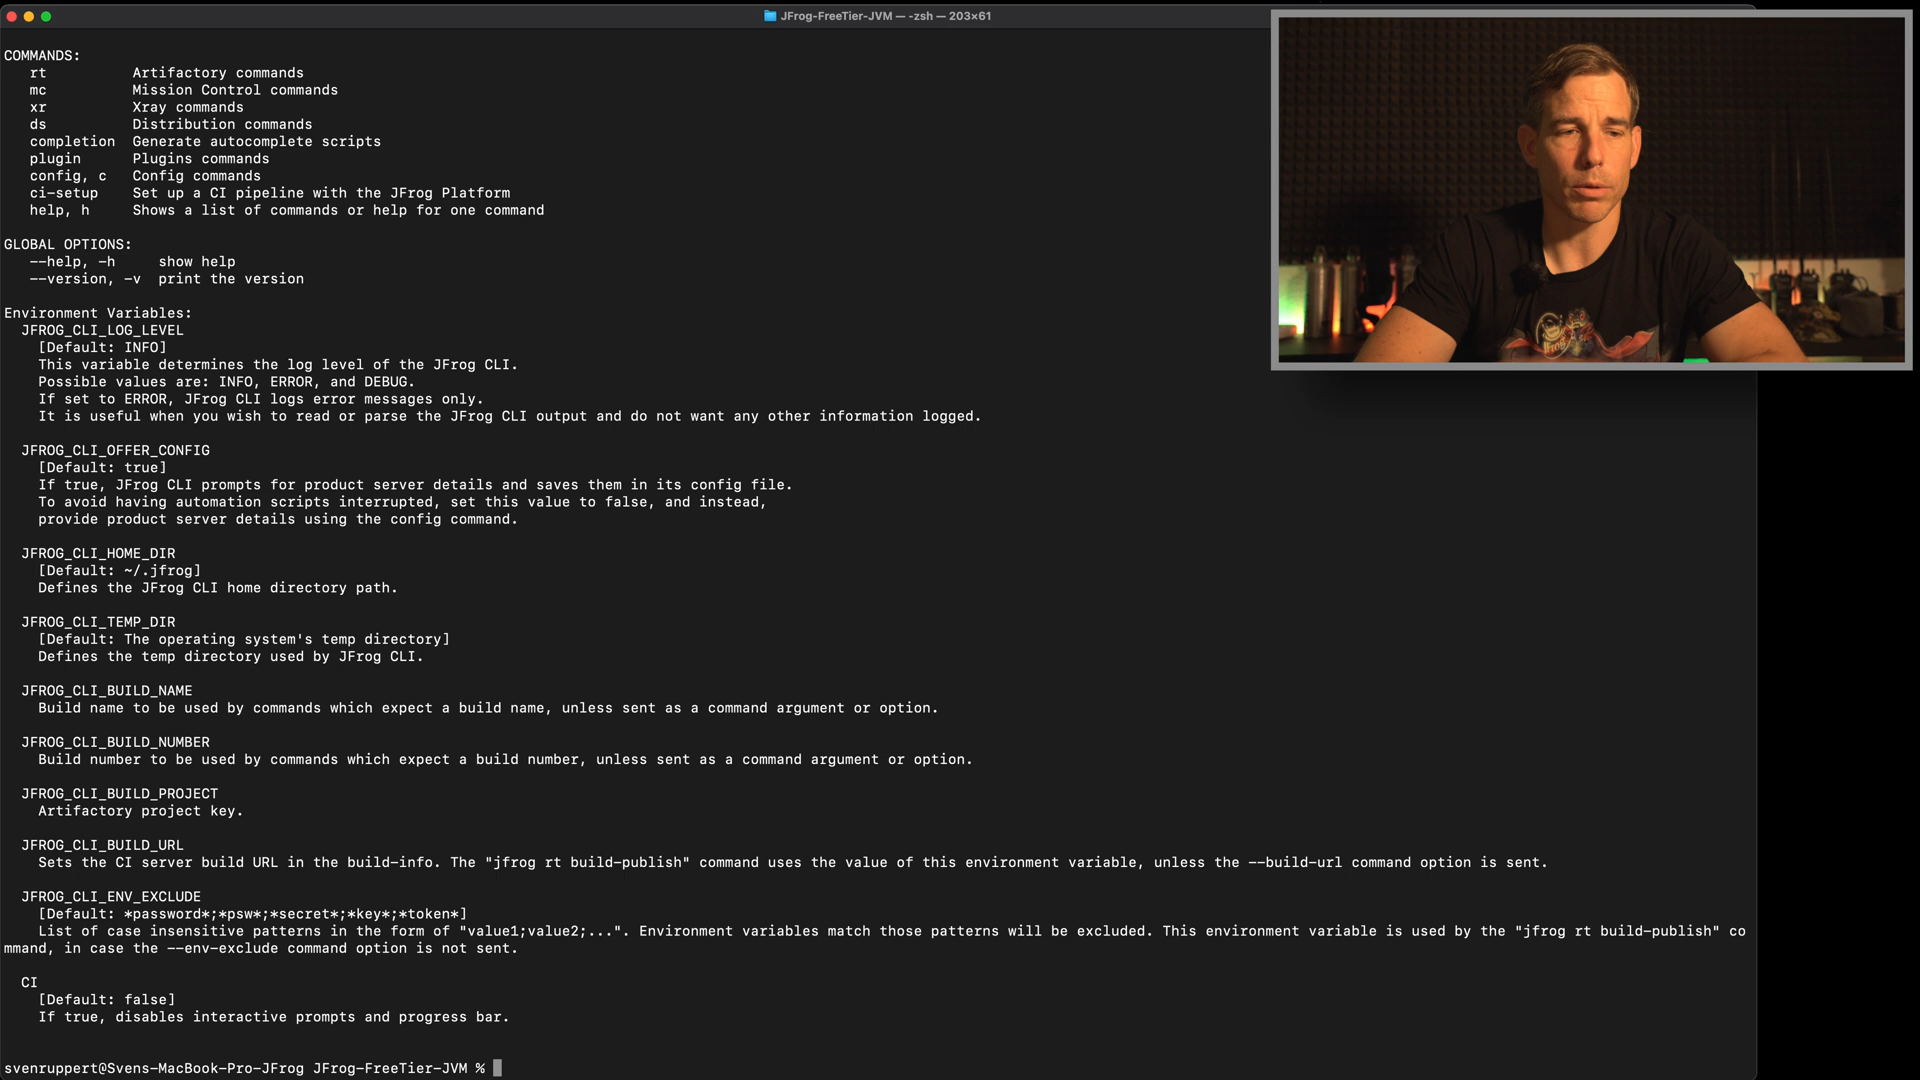 JFrog-FreeTier-JVM — -zsh — 203×61
COMMANDS:
rt Artifactory commands
mc Mission Control commands
xr Xray commands
ds Distribution commands
completion Generate autocomplete scripts
plugin Plugins commands
config, c Config commands
ci-setup Set up a CI pipeline with the JFrog Platform
help, h Shows a list of commands or help for one command
GLOBAL OPTIONS:
--help, -h show help
--version, -v print the version
Environment Variables:
JFROG_CLI_LOG_LEVEL
[Default: INFO]
This variable determines the log level of the JFrog CLI.
Possible values are: INFO, ERROR, and DEBUG.
If set to ERROR, JFrog CLI logs error messages only.
It is useful when you wish to read or parse the JFrog CLI output and do not want any other information logged.
JFROG_CLI_OFFER_CONFIG
[Default: true]
If true, JFrog CLI prompts for product server details and saves them in its config file.
To avoid having automation scripts interrupted, set this value to false, and instead,
provide product server details using the config command.
JFROG_CLI_HOME_DIR
[Default: ~/.jfrog]
Defines the JFrog CLI home directory path.
JFROG_CLI_TEMP_DIR
[Default: The operating system's temp directory]
Defines the temp directory used by JFrog CLI.
JFROG_CLI_BUILD_NAME
Build name to be used by commands which expect a build name, unless sent as a command argument or option.
JFROG_CLI_BUILD_NUMBER
Build number to be used by commands which expect a build number, unless sent as a command argument or option.
JFROG_CLI_BUILD_PROJECT
Artifactory project key.
JFROG_CLI_BUILD_URL
Sets the CI server build URL in the build-info. The "jfrog rt build-publish" command uses the value of this environment variable, unless the --build-url command option is sent.
JFROG_CLI_ENV_EXCLUDE
[Default: *password*;*psw*;*secret*;*key*;*token*]
List of case insensitive patterns in the form of "value1;value2;...". Environment variables match those patterns will be excluded. This environment variable is used by the "jfrog rt build-publish" co
mmand, in case the --env-exclude command option is not sent.
CI
[Default: false]
If true, disables interactive prompts and progress bar.
svenruppert@Svens-MacBook-Pro-JFrog JFrog-FreeTier-JVM %